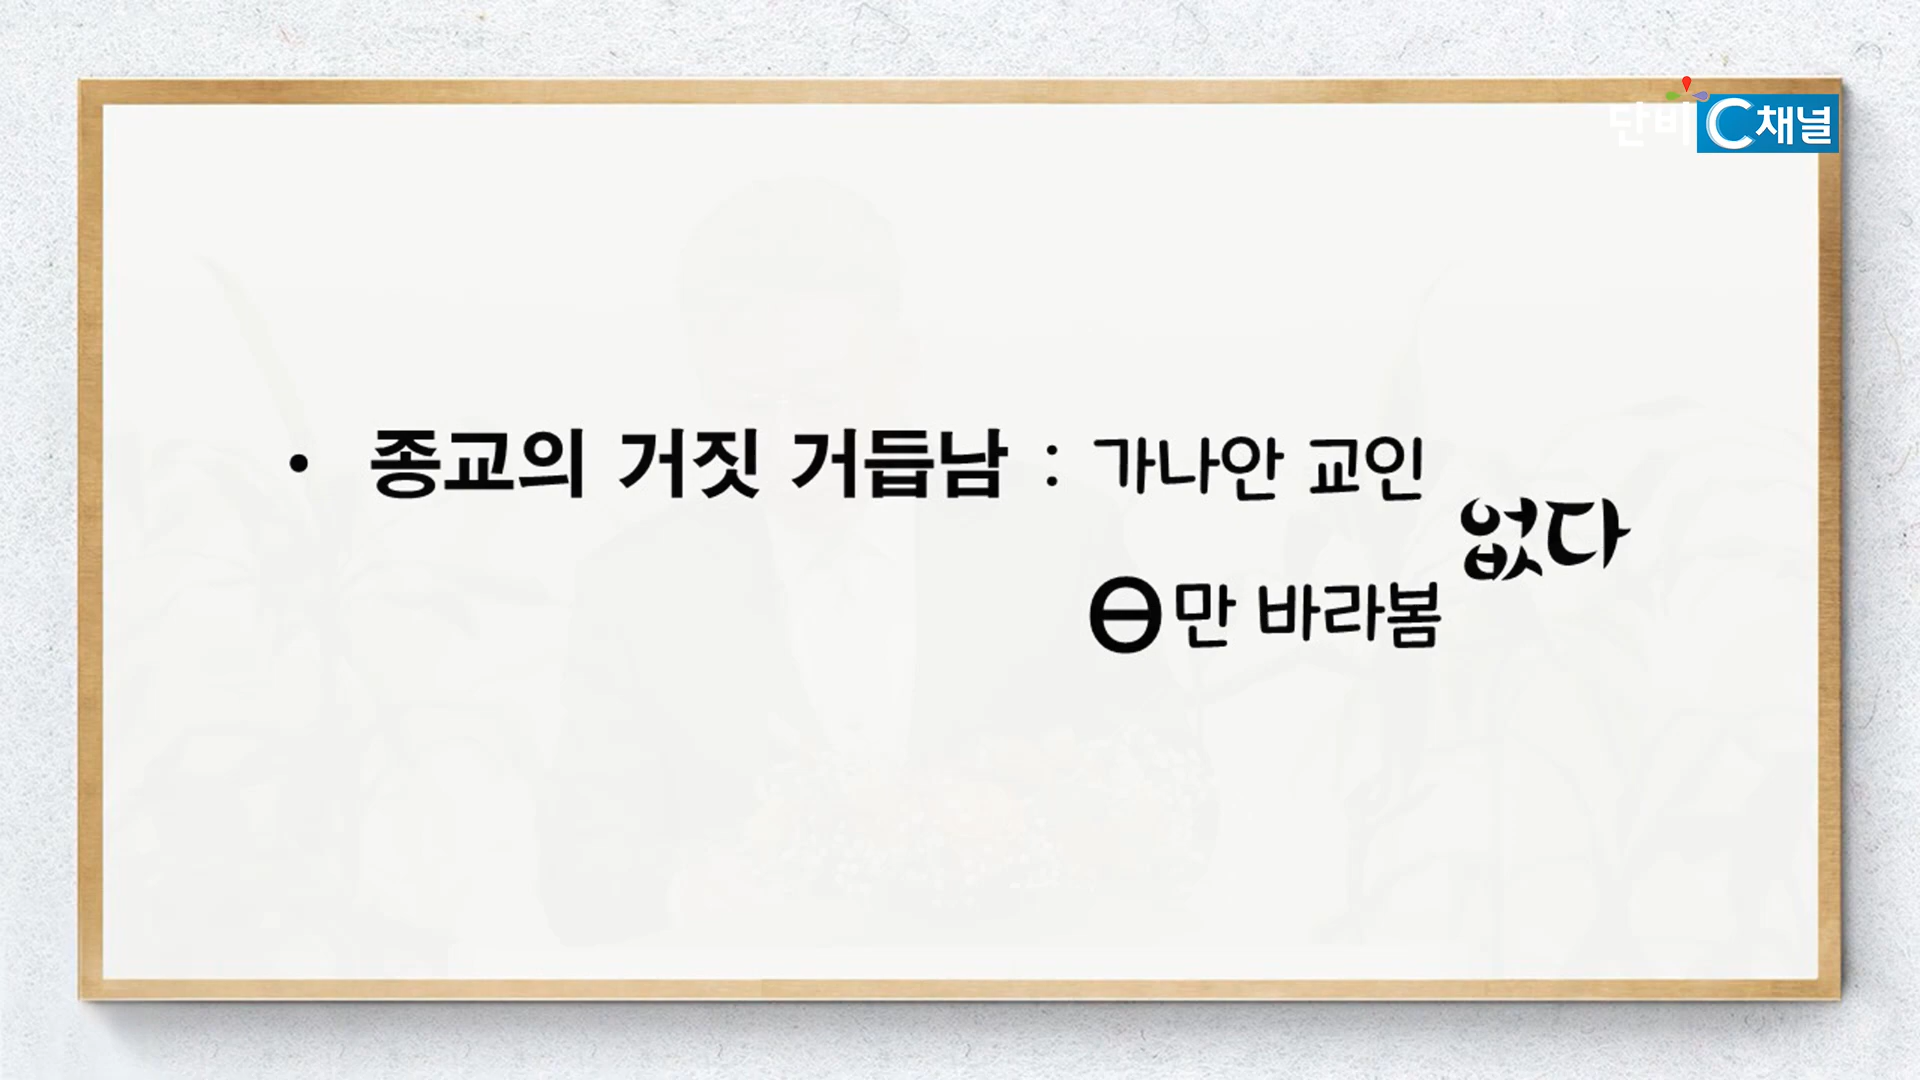 단비 C채널
• 종교의 거짓 거듭남 : 가나안 교인
없다
⊖만 바라봄